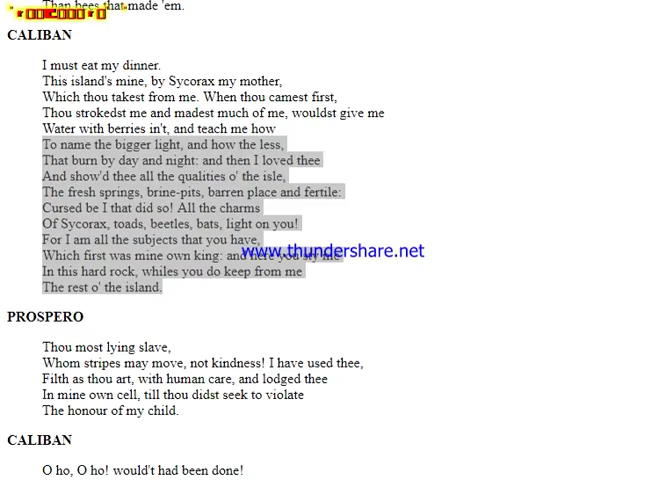 Than bees that made 'em.
CALIBAN
I must eat my dinner.
This island's mine, by Sycorax my mother,
Which thou takest from me. When thou camest first,
Thou strokedst me and madest much of me, wouldst give me
Water with berries in't, and teach me how
To name the bigger light, and how the less,
That burn by day and night: and then I loved thee
And show'd thee all the qualities o' the isle,
The fresh springs, brine-pits, barren place and fertile:
Cursed be I that did so! All the charms
Of Sycorax, toads, beetles, bats, light on you!
For I am all the subjects that you have,
Which first was mine own king: and here you sty me
www.thundershare.net
In this hard rock, whiles you do keep from me
The rest o' the island.
PROSPERO
Thou most lying slave,
Whom stripes may move, not kindness! I have used thee,
Filth as thou art, with human care, and lodged thee
In mine own cell, till thou didst seek to violate
The honour of my child.
CALIBAN
O ho, O ho! would't had been done!